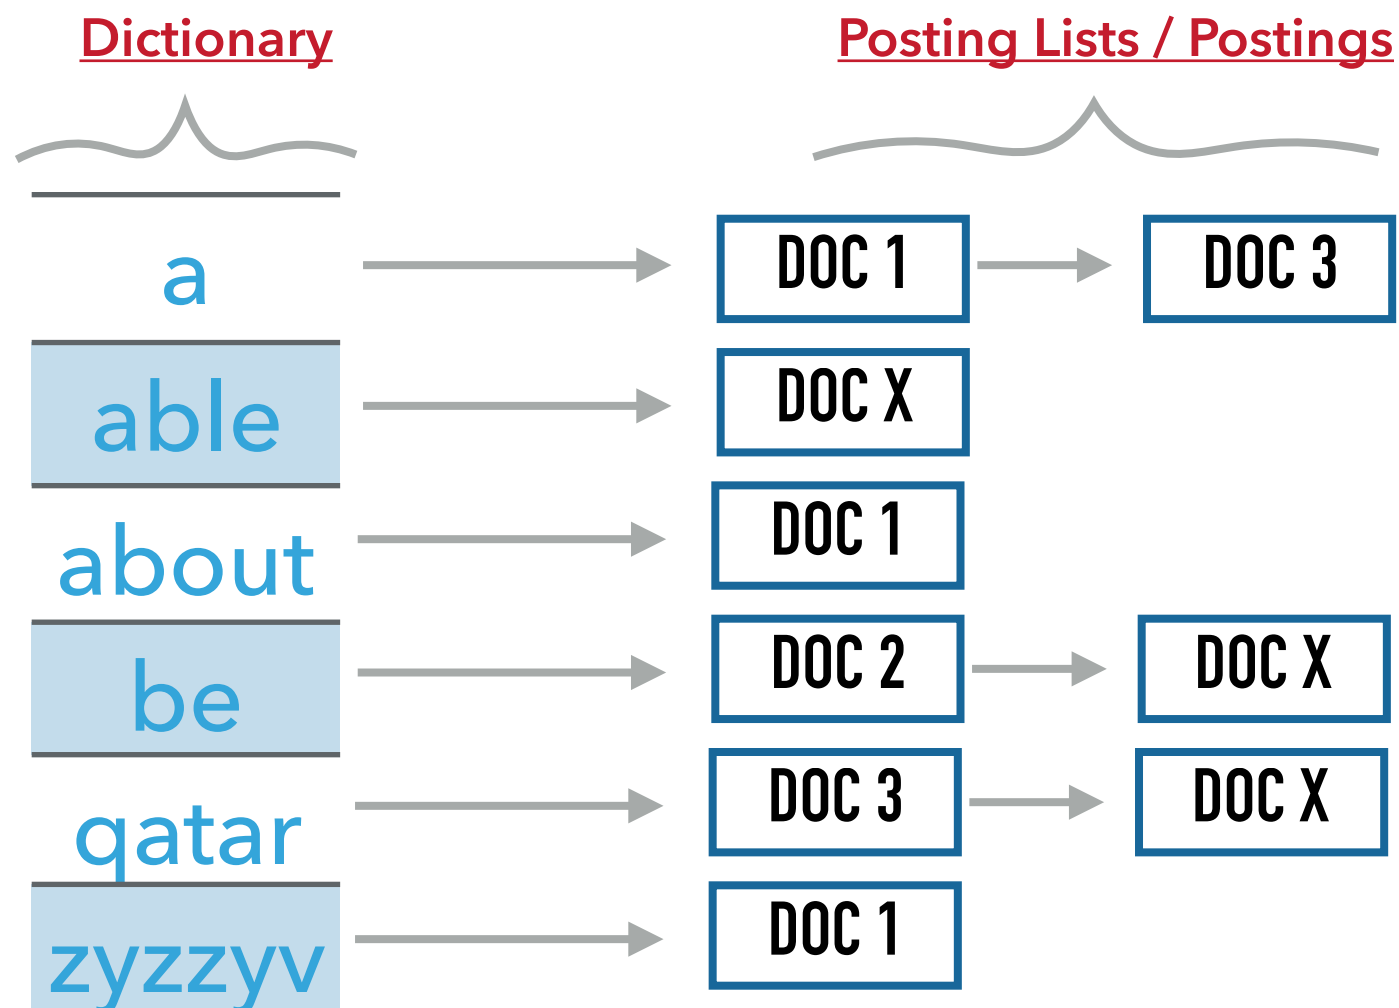 Dictionary
Posting Lists / Postings
a
DOC 1
DOC 3
able
DOC X
about
DOC 1
be
DOC 2
DOC X
qatar
DOC 3
DOC X
zyzzyv
DOC 1